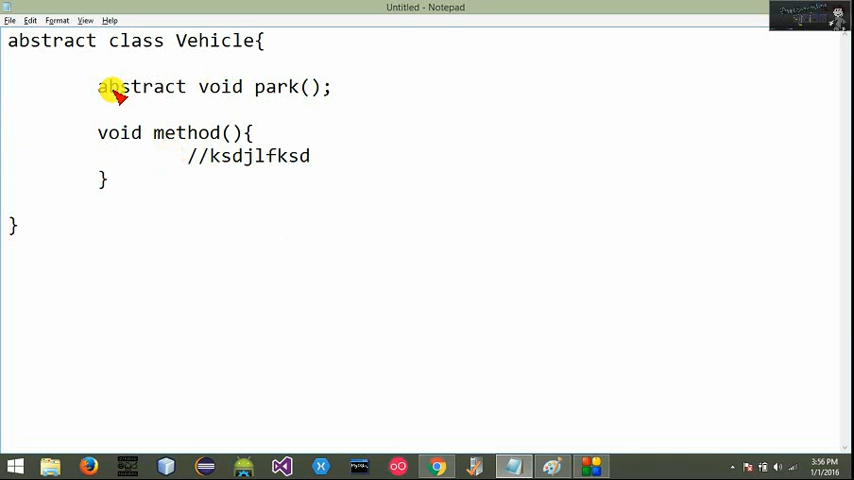 Untitled - Notepad
File Edit Format View Help
abstract class Vehicle{
abstract void park();
void method(){
//ksdjlfksd
}
}
3:56 PM
1/1/2016